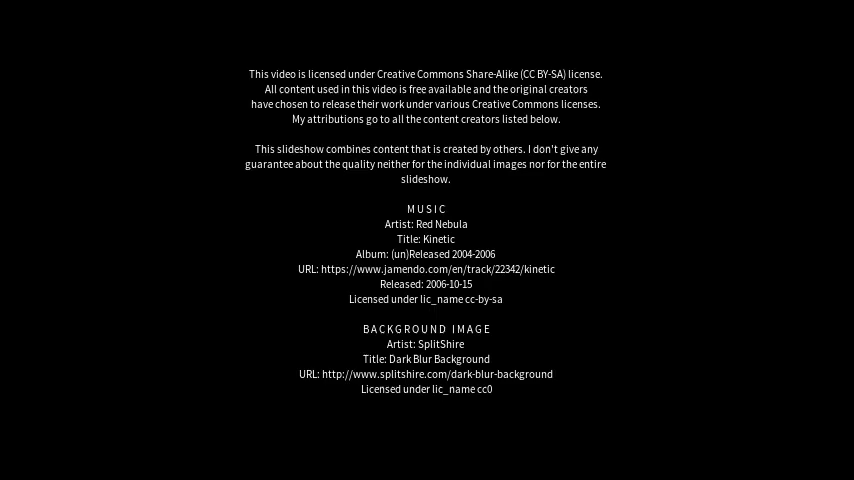 This video is licensed under Creative Commons Share-Alike (CC BY-SA) license.
All content used in this video is free available and the original creators
have chosen to release their work under various Creative Commons licenses.
My attributions go to all the content creators listed below.
This slideshow combines content that is created by others. I don't give any
guarantee about the quality neither for the individual images nor for the entire
slideshow.
MUSIC
Artist: Red Nebula
Title: Kinetic
Album: (un)Released 2004-2006
URL: https://www.jamendo.com/en/track/22342/kinetic
Released: 2006-10-15
Licensed under lic_name cc-by-sa
BACKGROUND IMAGE
Artist: SplitShire
Title: Dark Blur Background
URL: http://www.splitshire.com/dark-blur-background
Licensed under lic_name cc0